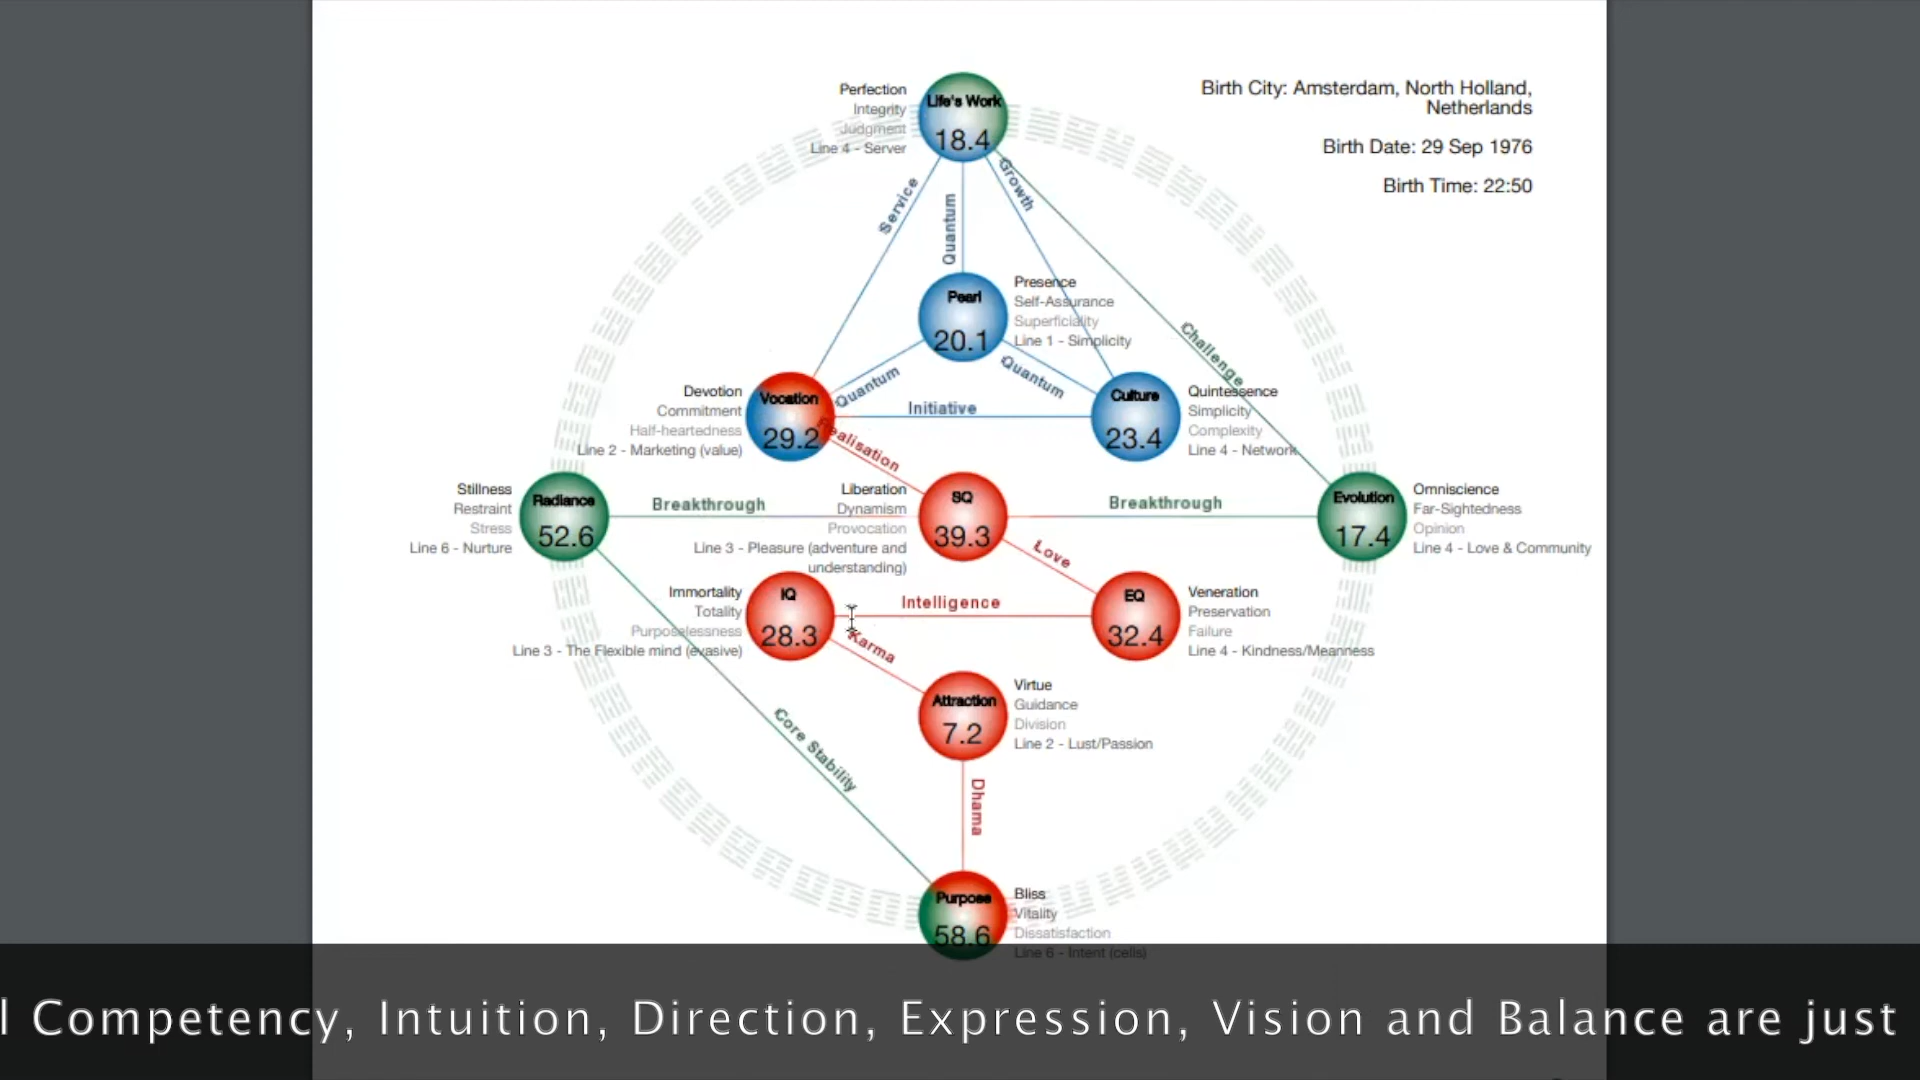 Birth City: Amsterdam, North Holland,
Netherlands
Birth Date: 29 Sep 1976
Birth Time: 22:50
Perfection
Integrity
Judgment
Line 4 - Server
Life's Work
18.4
Service
Quantum
Growth
Challenge
Pearl
20.1
Presence
Self-Assurance
Superficiality
Line 1 - Simplicity
Quantum
Quantum
Devotion
Commitment
Half-heartedness
Line 2 - Marketing (value)
Vocation
29.2
Initiative
Culture
23.4
Quintessence
Simplicity
Complexity
Line 4 - Network
Realisation
Stillness
Restraint
Stress
Line 6 - Nurture
Radiance
52.6
Breakthrough
Liberation
Dynamism
Provocation
Line 3 - Pleasure (adventure and
understanding)
SQ
39.3
Breakthrough
Evolution
17.4
Omniscience
Far-Sightedness
Opinion
Line 4 - Love & Community
Love
Immortality
Totality
Purposelessness
Line 3 - The Flexible mind (evasive)
IQ
28.3
Intelligence
EQ
32.4
Veneration
Preservation
Failure
Line 4 - Kindness/Meanness
Karma
Attraction
7.2
Virtue
Guidance
Division
Line 2 - Lust/Passion
Core Stability
Dhama
Purpose
58.6
Bliss
Vitality
Dissatisfaction
Line 6 - Intent (cells)
l Competency, Intuition, Direction, Expression, Vision and Balance are just